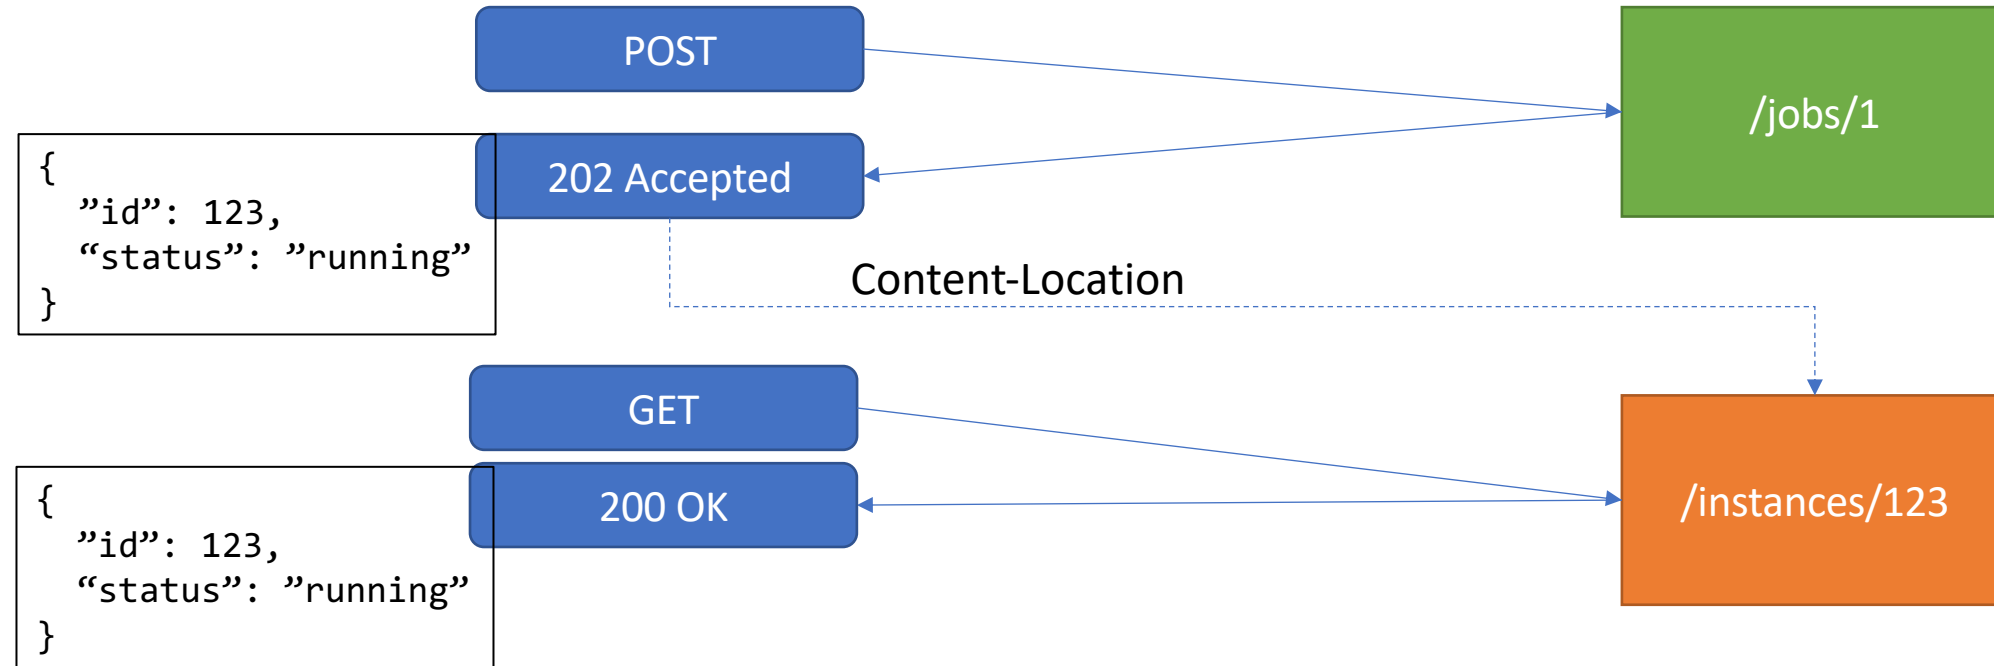 POST
/jobs/1
202 Accepted
{
”id”: 123,
“status”: ”running”
}
Content-Location
GET
200 OK
/instances/123
{
”id”: 123,
“status”: ”running”
}